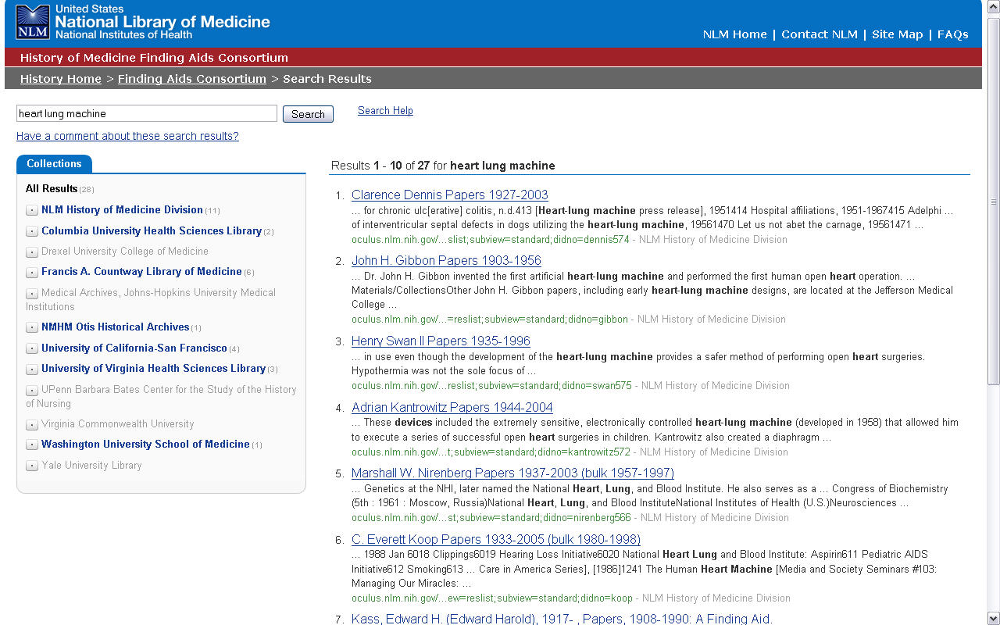 United States
National Library of Medicine
National Institutes of Health
NLM
NLM Home | Contact NLM | Site Map | FAQs
History of Medicine Finding Aids Consortium
History Home > Finding Aids Consortium > Search Results
heart lung machine
Search
Search Help
Have a comment about these search results?
Collections
All Results (28)
NLM History of Medicine Division (11)
Columbia University Health Sciences Library (2)
Drexel University College of Medicine
Francis A. Countway Library of Medicine (6)
Medical Archives, Johns-Hopkins University Medical
Institutions
NMHM Otis Historical Archives (1)
University of California-San Francisco (4)
University of Virginia Health Sciences Library (3)
UPenn Barbara Bates Center for the Study of the History
of Nursing
Virginia Commonwealth University
Washington University School of Medicine (1)
Yale University Library
Results 1 - 10 of 27 for heart lung machine
1. Clarence Dennis Papers 1927-2003
... for chronic ulc[erative] colitis, n.d.413 [Heart-lung machine press release], 1951414 Hospital affiliations, 1951-1967415 Adelphi ...
of interventricular septal defects in dogs utilizing the heart-lung machine, 19561470 Let us not abet the carnage, 19561471 ...
oculus.nlm.nih.gov/...slist;subview=standard;didno=dennis574 - NLM History of Medicine Division
2. John H. Gibbon Papers 1903-1956
... Dr. John H. Gibbon invented the first artificial heart-lung machine and performed the first human open heart operation. ...
Materials/CollectionsOther John H. Gibbon papers, including early heart-lung machine designs, are located at the Jefferson Medical
College ...
oculus.nlm.nih.gov/...=reslist;subview=standard;didno=gibbon - NLM History of Medicine Division
3. Henry Swan II Papers 1935-1996
... in use even though the development of the heart-lung machine provides a safer method of performing open heart surgeries.
Hypothermia was not the sole focus of ...
oculus.nlm.nih.gov/...reslist;subview=standard;didno=swan575 - NLM History of Medicine Division
4. Adrian Kantrowitz Papers 1944-2004
... These devices included the extremely sensitive, electronically controlled heart-lung machine (developed in 1958) that allowed him
to execute a series of successful open heart surgeries in children. Kantrowitz also created a diaphragm ...
oculus.nlm.nih.gov/...t;subview=standard;didno=kantrowitz572 - NLM History of Medicine Division
5. Marshall W. Nirenberg Papers 1937-2003 (bulk 1957-1997)
... Genetics at the NHI, later named the National Heart, Lung, and Blood Institute. He also serves as a ... Congress of Biochemistry
(5th : 1961 : Moscow, Russia)National Heart, Lung, and Blood InstituteNational Institutes of Health (U.S.)Neurosciences ...
oculus.nlm.nih.gov/...st;subview=standard;didno=nirenberg566 - NLM History of Medicine Division
6. C. Everett Koop Papers 1933-2005 (bulk 1980-1998)
... 1988 Jan 6018 Clippings6019 Hearing Loss Initiative6020 National Heart Lung and Blood Institute: Aspirin611 Pediatric AIDS
Initiative612 Smoking613 ... Care in America Series], [1986]1241 The Human Heart Machine [Media and Society Seminars #103:
Managing Our Miracles: ...
oculus.nlm.nih.gov/...ew=reslist;subview=standard;didno=koop - NLM History of Medicine Division
7. Kass, Edward H. (Edward Harold), 1917- , Papers, 1908-1990: A Finding Aid.